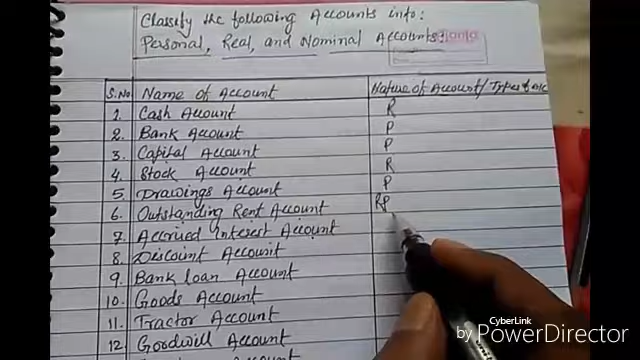 Classify the following Accounts into:
Personal, Real, and Nominal Accounts:
S.No Name of Account Nature of Account/Types of A/c
1. Cash Account R
2. Bank Account P
3. Capital Account P
4. Stock Account R
5. Drawings Account P
6. Outstanding Rent Account RP
7. Accrued Interest Account
8. Discount Account
9. Bank loan Account
10. Goods Account
11. Tractor Account
12. Goodwill Account
CyberLink
by PowerDirector